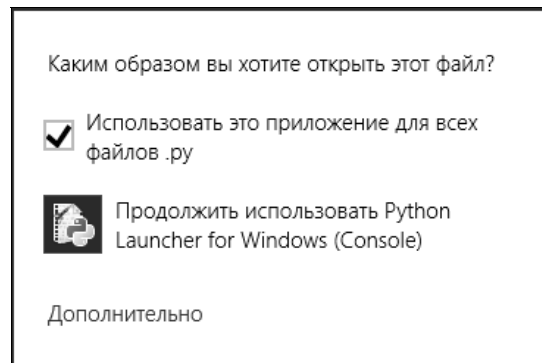 Каким образом вы хотите открыть этот файл?
Использовать это приложение для всех
файлов .py
Продолжить использовать Python
Launcher for Windows (Console)
Дополнительно